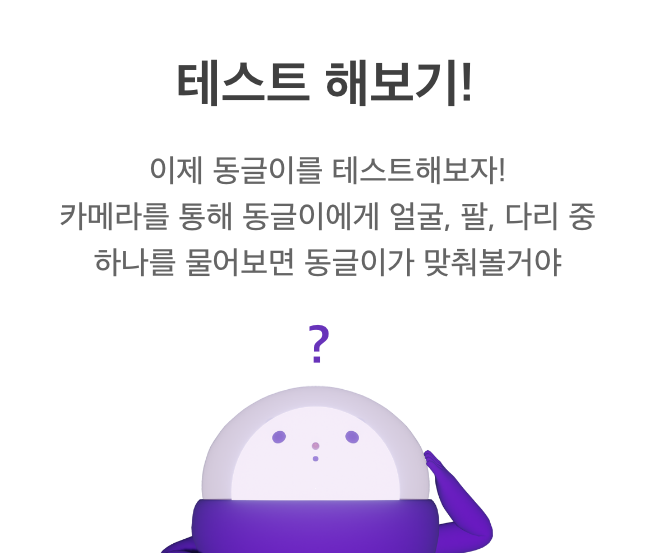 테스트 해보기!
이제 동글이를 테스트해보자!
카메라를 통해 동글이에게 얼굴, 팔, 다리 중
하나를 물어보면 동글이가 맞춰볼거야
?